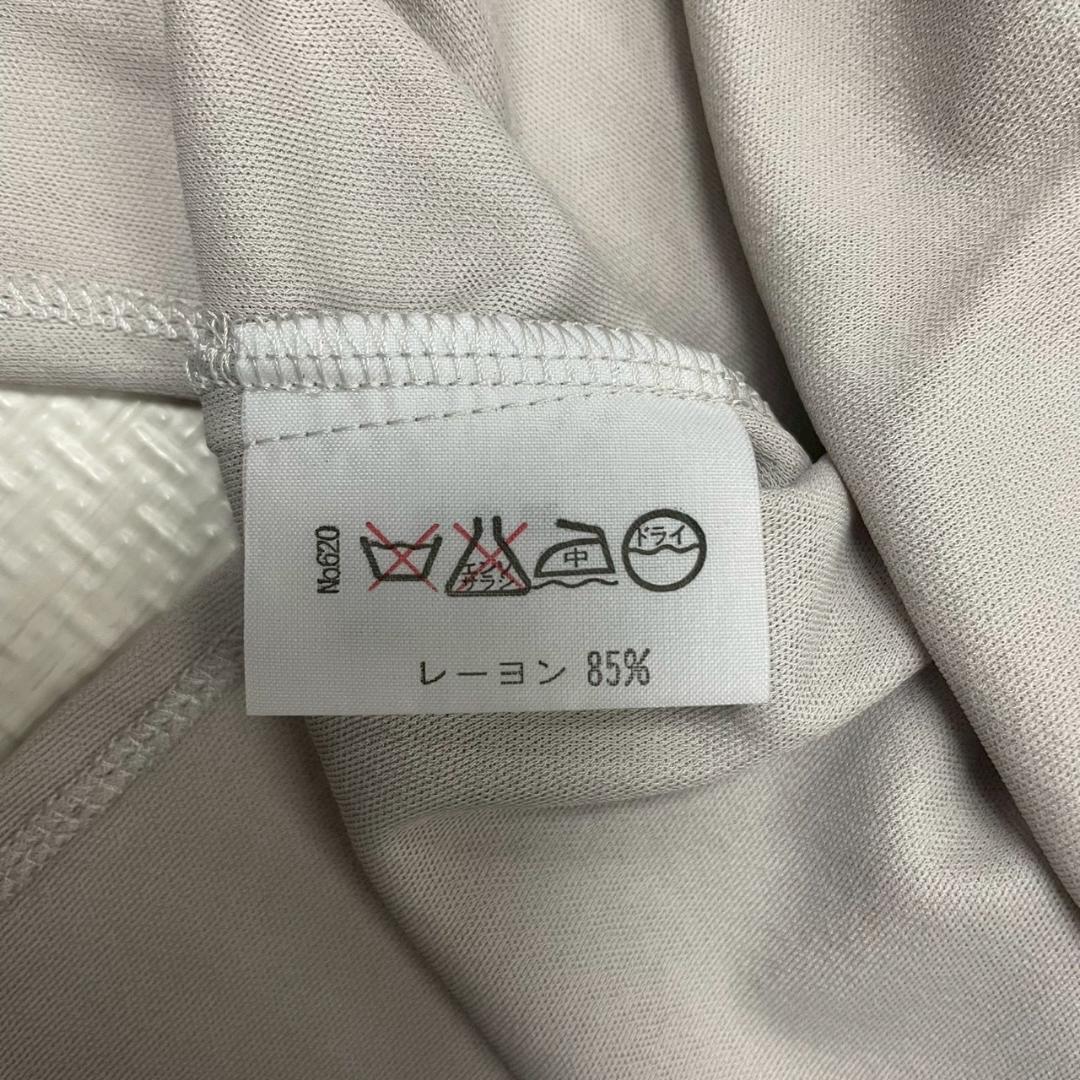 No.620
エンソ
サラシ
中
ドライ
レーヨン 85%